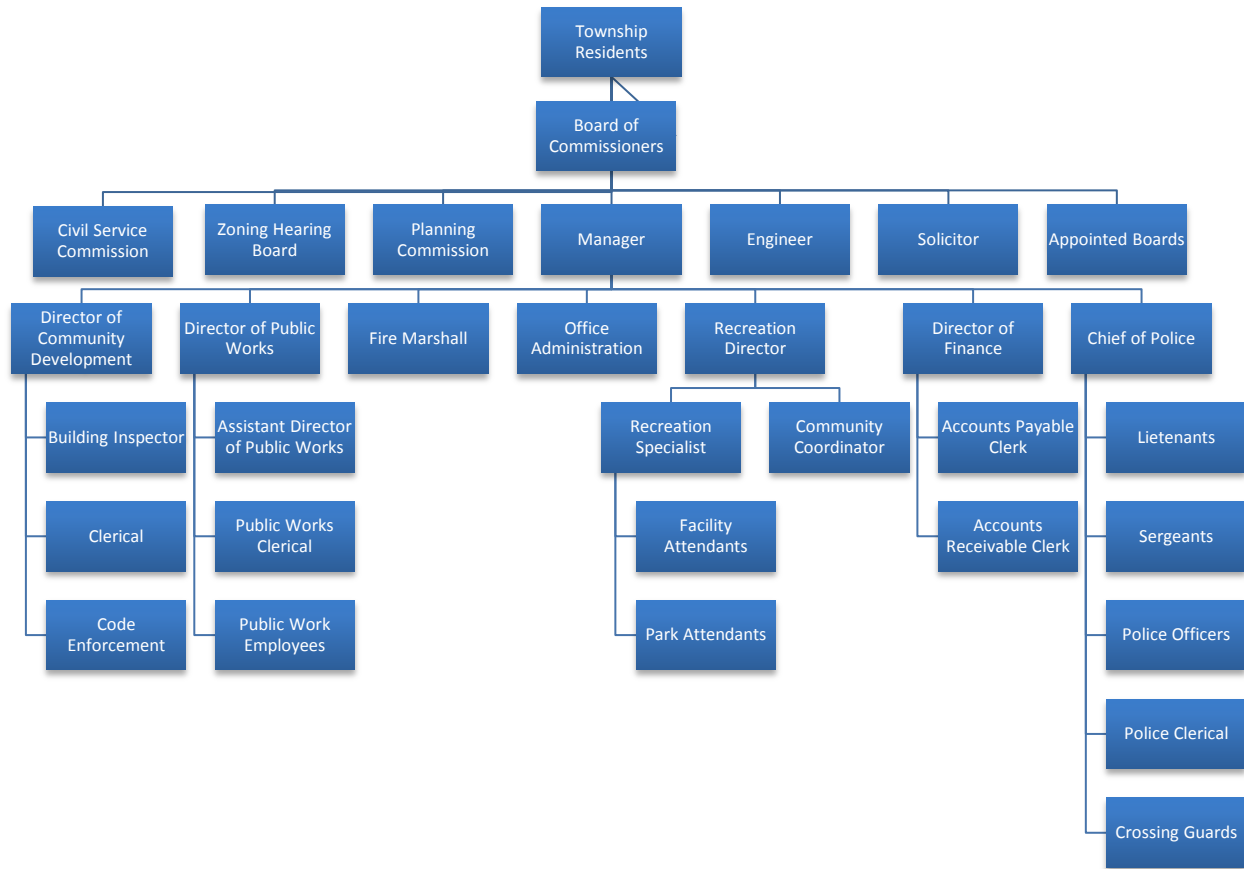 Township
Residents
Board of
Commissioners
Civil Service
Commission
Zoning Hearing
Board
Planning
Commission
Manager
Engineer
Solicitor
Appointed Boards
Director of
Community
Development
Director of Public
Works
Fire Marshall
Office
Administration
Recreation
Director
Director of
Finance
Chief of Police
Building Inspector
Assistant Director
of Public Works
Recreation
Specialist
Community
Coordinator
Accounts Payable
Clerk
Lietenants
Clerical
Public Works
Clerical
Facility
Attendants
Accounts
Receivable Clerk
Sergeants
Code
Enforcement
Public Work
Employees
Park Attendants
Police Officers
Police Clerical
Crossing Guards